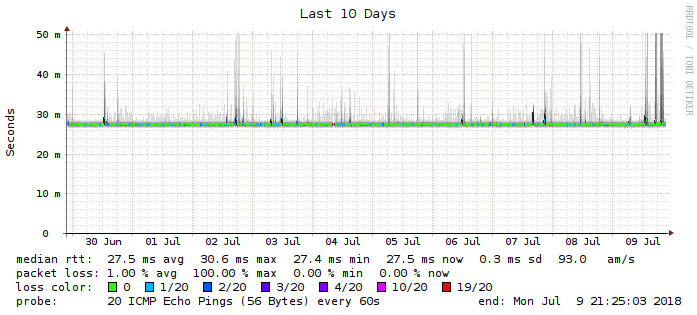 Last 10 Days
RRDTOOL / TOBI OETIKER
Seconds
50 m
40 m
30 m
20 m
10 m
0
30 Jun 01 Jul 02 Jul 03 Jul 04 Jul 05 Jul 06 Jul 07 Jul 08 Jul 09 Jul
median rtt: 27.5 ms avg 30.6 ms max 27.4 ms min 27.5 ms now 0.3 ms sd 93.0 am/s
packet loss: 1.00 % avg 100.00 % max 0.00 % min 0.00 % now
loss color: 0 1/20 2/20 3/20 4/20 10/20 19/20
probe: 20 ICMP Echo Pings (56 Bytes) every 60s end: Mon Jul 9 21:25:03 2018